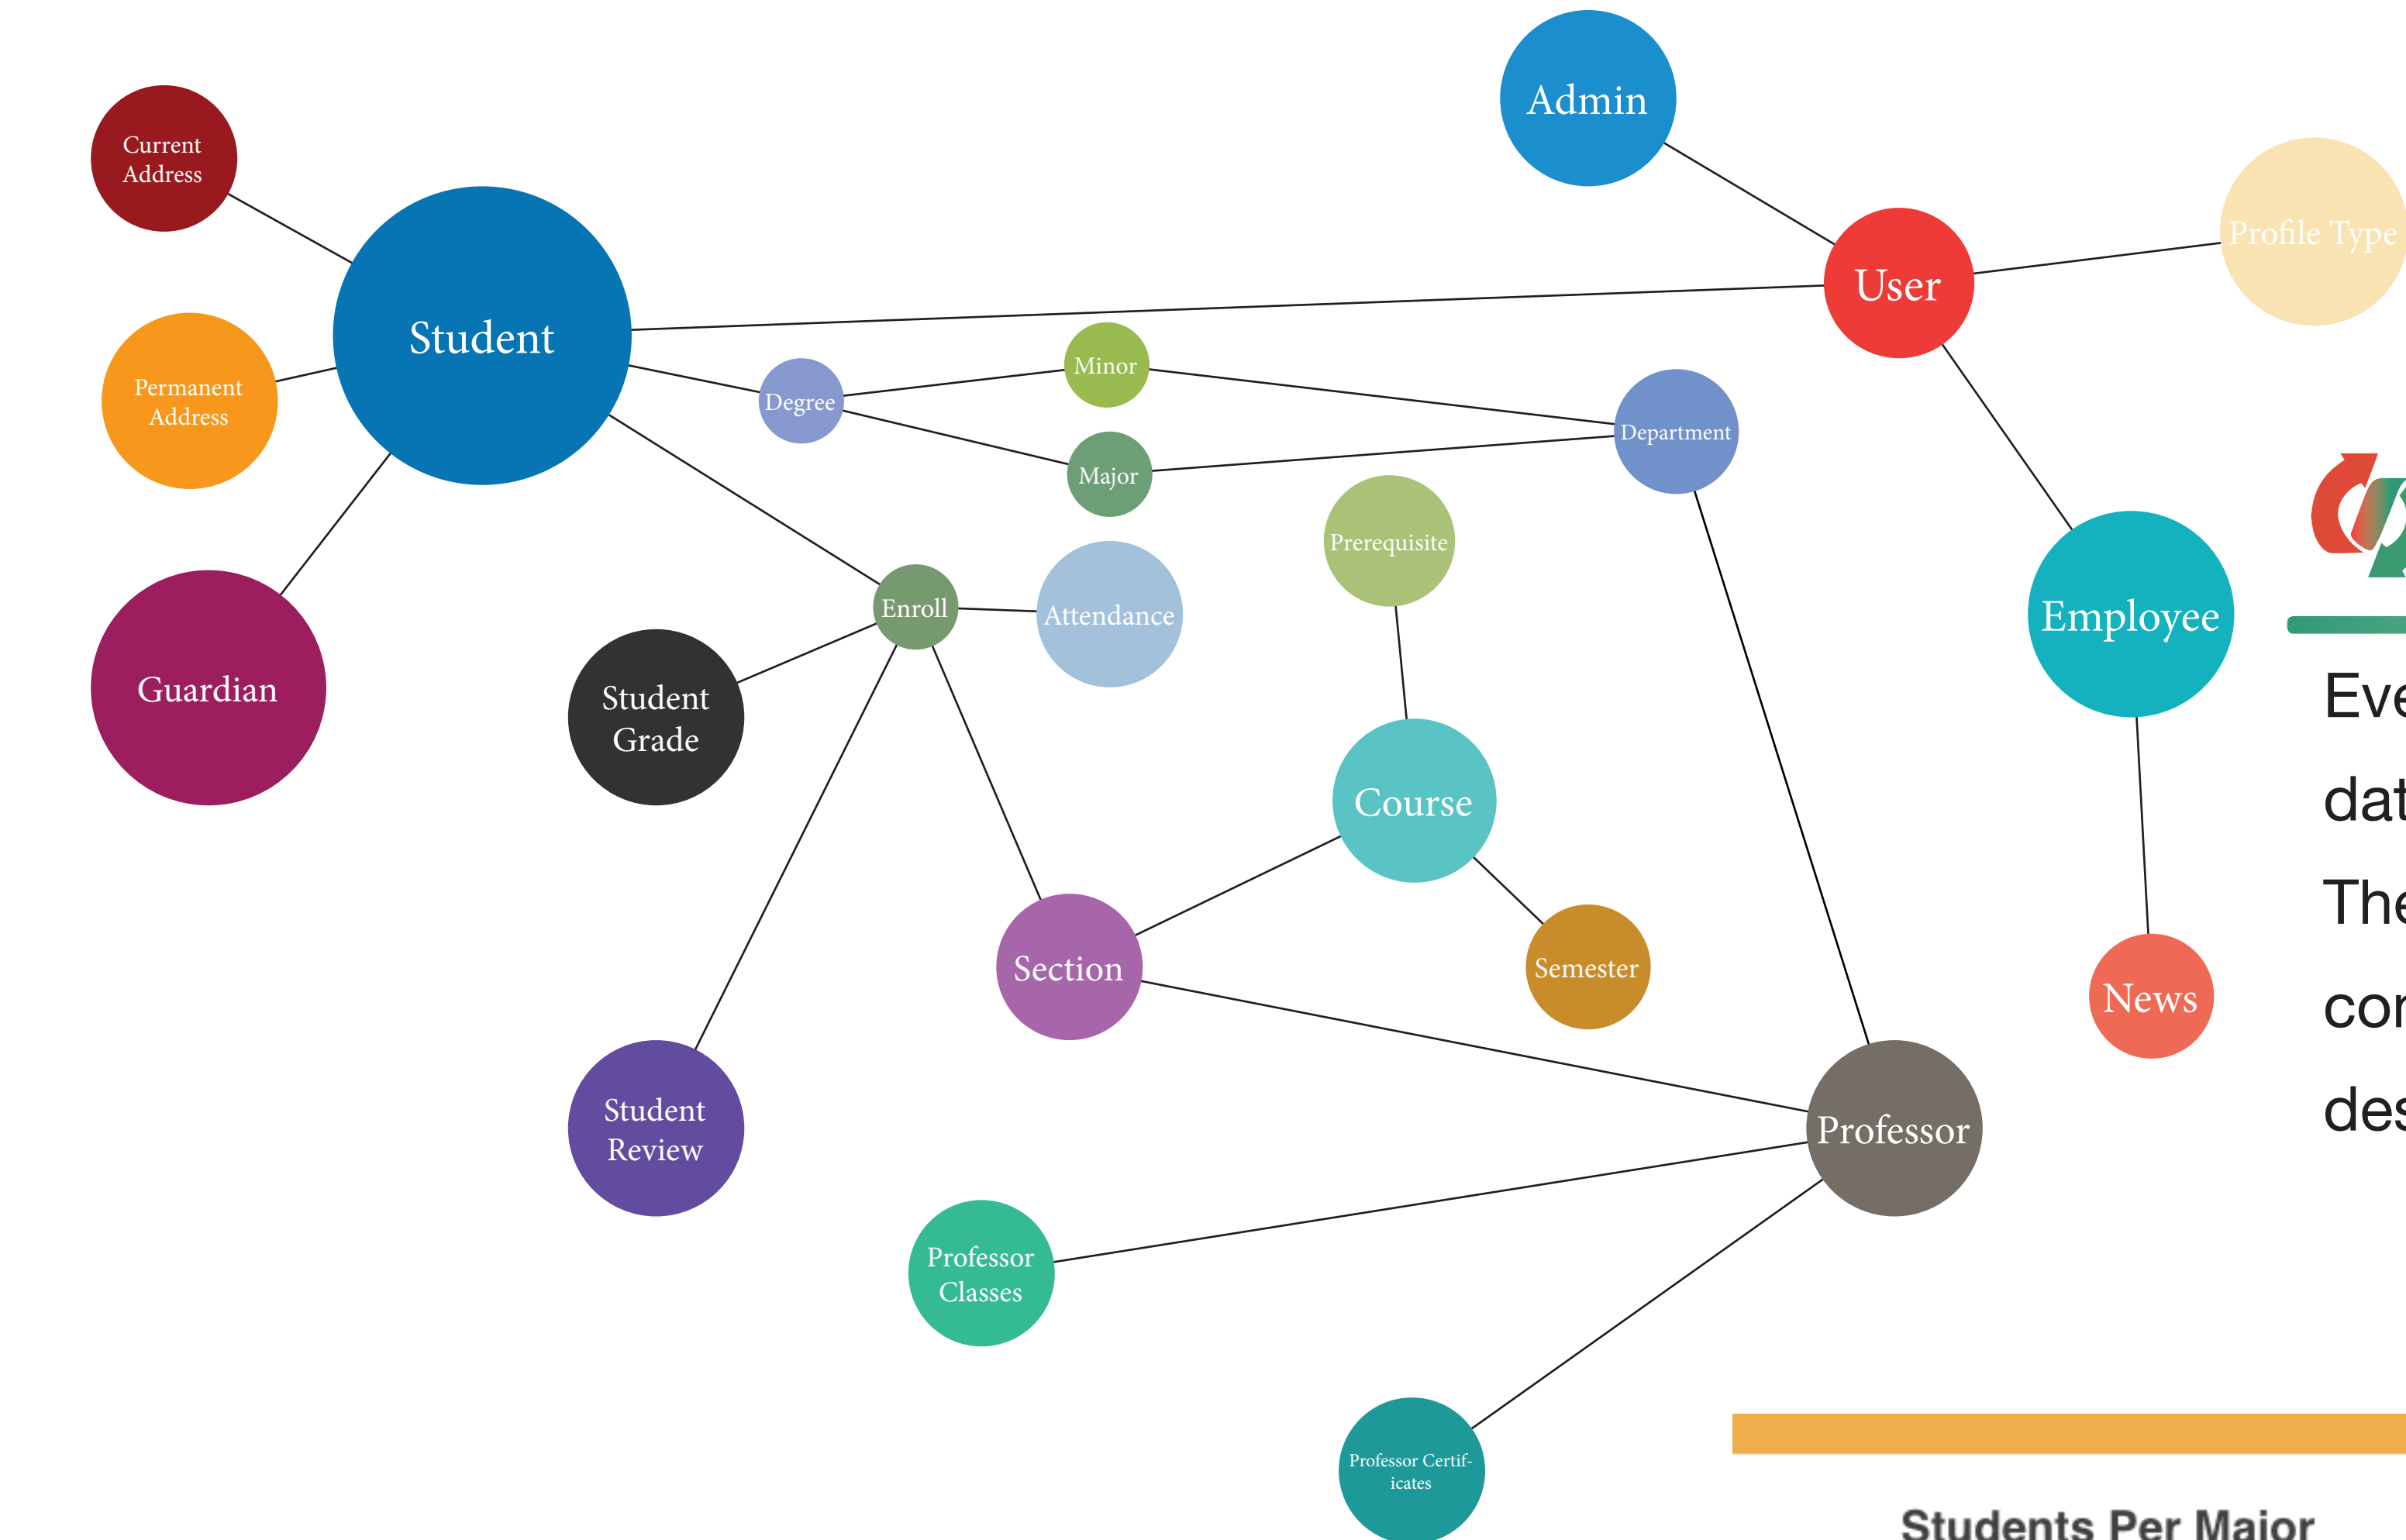 Admin
Current
Address
Profile Type
User
Student
Minor
Permanent
Address
Degree
Department
Major
Prerequisite
Enroll
Attendance
Employee
Guardian
Student
Grade
Course
Section
Semester
News
Student
Review
Professor
Professor
Classes
Professor Certif-
icates
Eve
dat
The
con
des
Students Per Major